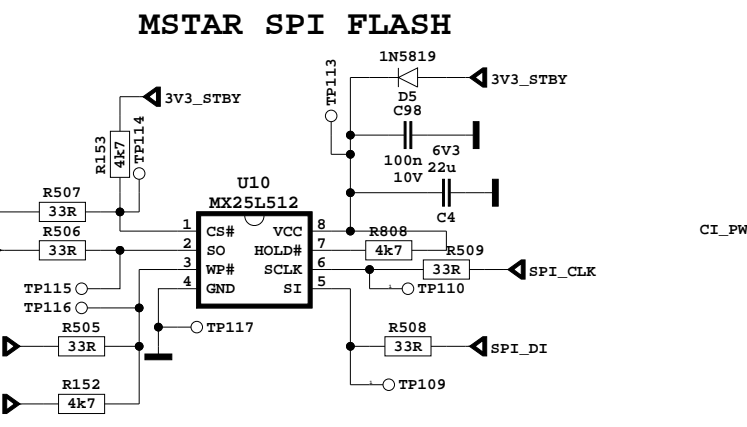 MSTAR SPI FLASH
1N5819
3V3_STBY
D5
TP113
3V3_STBY
C98
100n
10V
6V3
22u
C4
R153
4k7
TP114
R507
33R
U10
MX25L512
R506
33R
1 CS# VCC 8
2 SO HOLD# 7
3 WP# SCLK 6
4 GND SI 5
R808
4k7
R509
33R
SPI_CLK
CI_PW
TP115
TP116
TP110
TP117
R505
33R
R508
33R
SPI_DI
R152
4k7
TP109